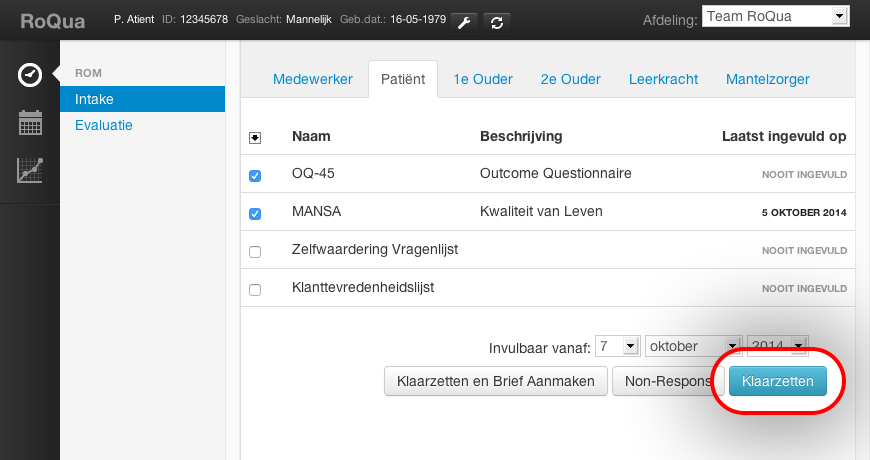 RoQua P. Atient ID: 12345678 Geslacht: Mannelijk Geb.dat.: 16-05-1979 Afdeling: Team RoQua
ROM
Intake
Evaluatie
Medewerker Patiënt 1e Ouder 2e Ouder Leerkracht Mantelzorger
Naam Beschrijving Laatst ingevuld op
OQ-45 Outcome Questionnaire NOOIT INGEVULD
MANSA Kwaliteit van Leven 5 OKTOBER 2014
Zelfwaardering Vragenlijst NOOIT INGEVULD
Klanttevredenheidslijst NOOIT INGEVULD
Invulbaar vanaf: 7 oktober 2014
Klaarzetten en Brief Aanmaken Non-Respons Klaarzetten